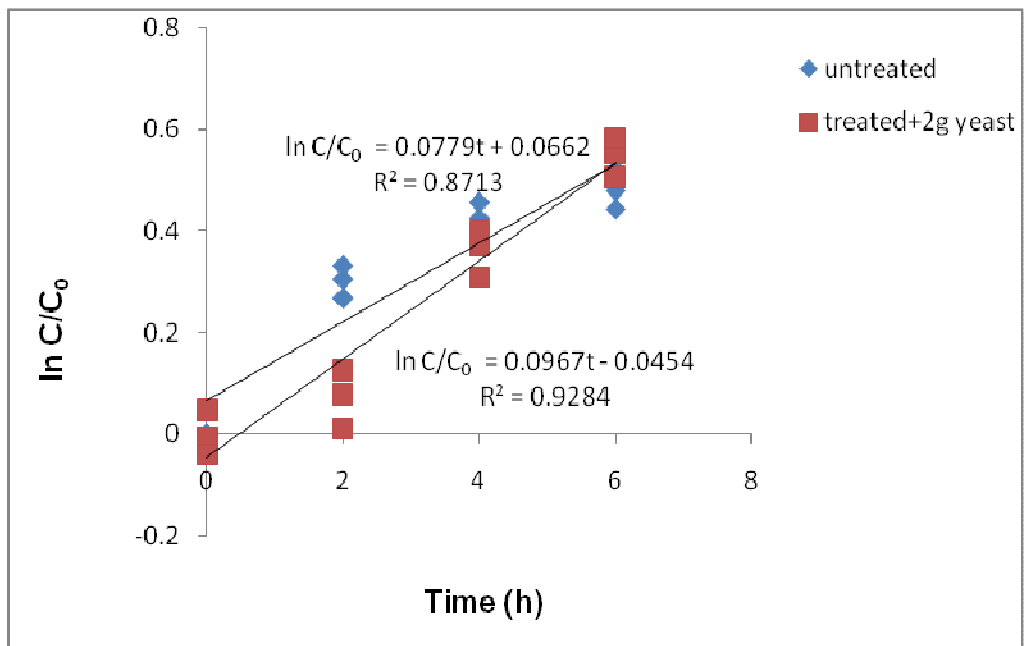 0.8
0.6
0.4
0.2
0
-0.2
0
2
4
6
8
ln C/C₀
Time (h)
ln C/C₀ = 0.0779t + 0.0662
R² = 0.8713
ln C/C₀ = 0.0967t - 0.0454
R² = 0.9284
untreated
treated+2g yeast